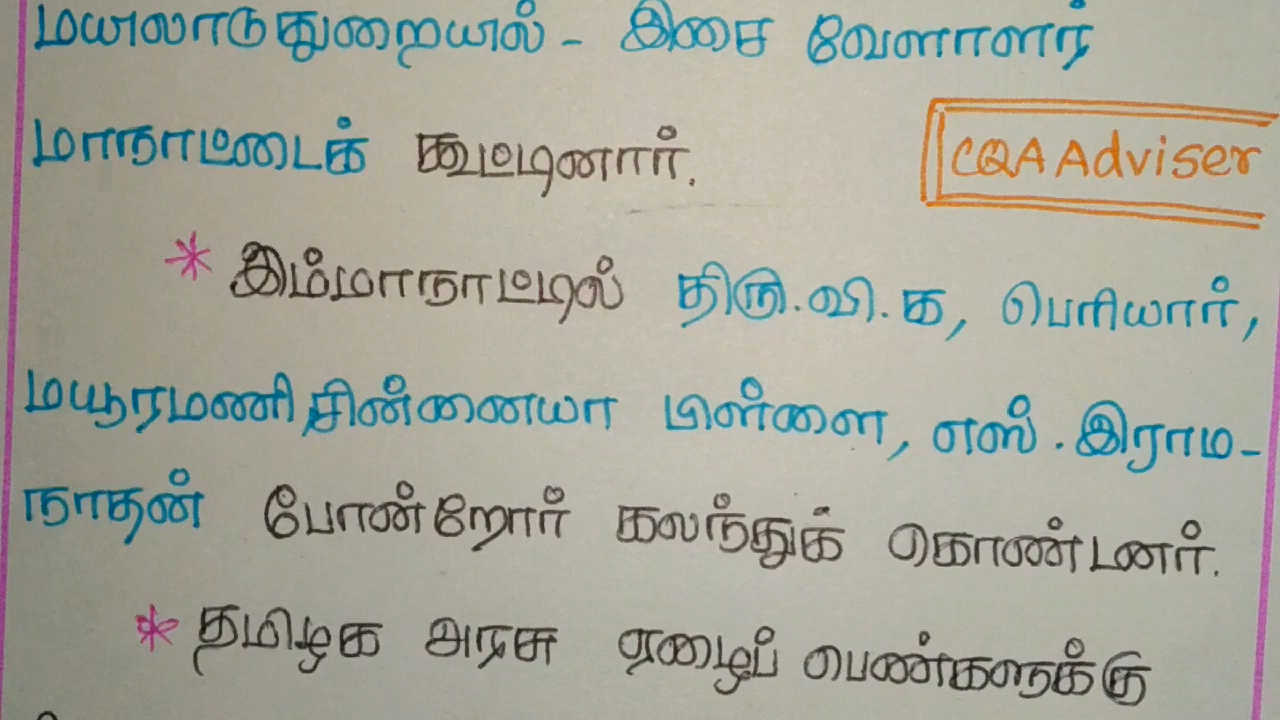 மயிலாடுதுறையில் - இசை வேளாளர்
மாநாட்டைக் கூட்டினார்.
CQA Adviser
* இம்மாநாட்டில் திரு.வி.க, பெரியார்,
மயூரமணி சின்னையா பிள்ளை, எஸ். இராம-
நாதன் போன்றோர் கலந்துக் கொண்டனர்.
* தமிழக அரசு ஏழைப் பெண்களுக்கு